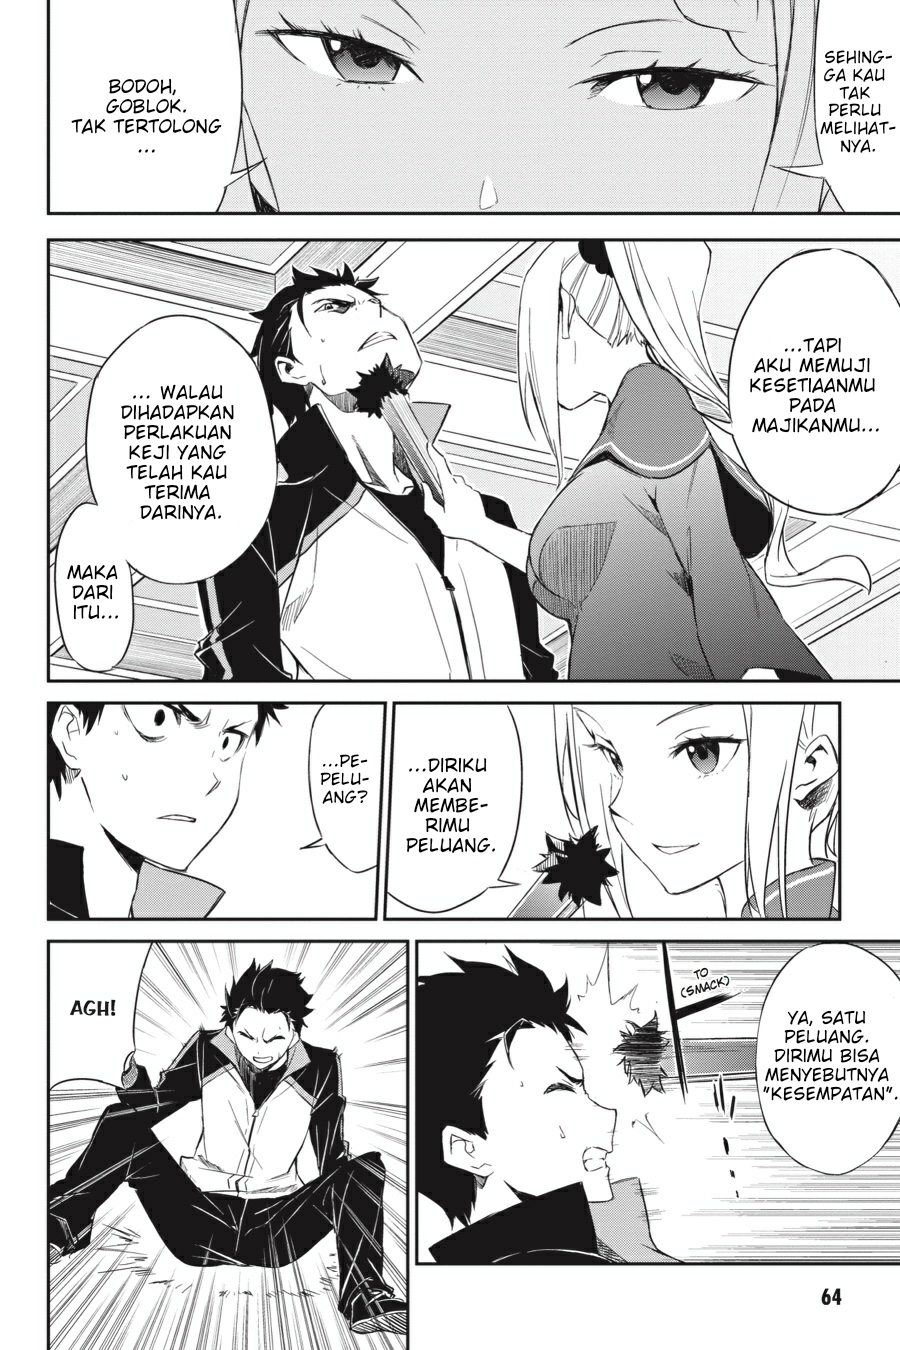 SEHING-
GA KAU
TAK
PERLU
MELIHAT-
NYA.
BODOH,
GOBLOK.
TAK TERTOLONG
...
...TAPI
AKU MEMUJI
KESETIAANMU
PADA
MAJIKANMU...
... WALAU
DIHADAPKAN
PERLAKUAN
KEJI YANG
TELAH KAU
TERIMA
DARINYA.
MAKA
DARI
ITU...
...DIRIKU
AKAN
MEMBE-
RIMU
PELUANG.
...PE-
PELU-
ANG?
YA, SATU
PELUANG.
DIRIMU BISA
MENYEBUTNYA
"KESEMPATAN".
TO
(SMACK)
AGH!
64